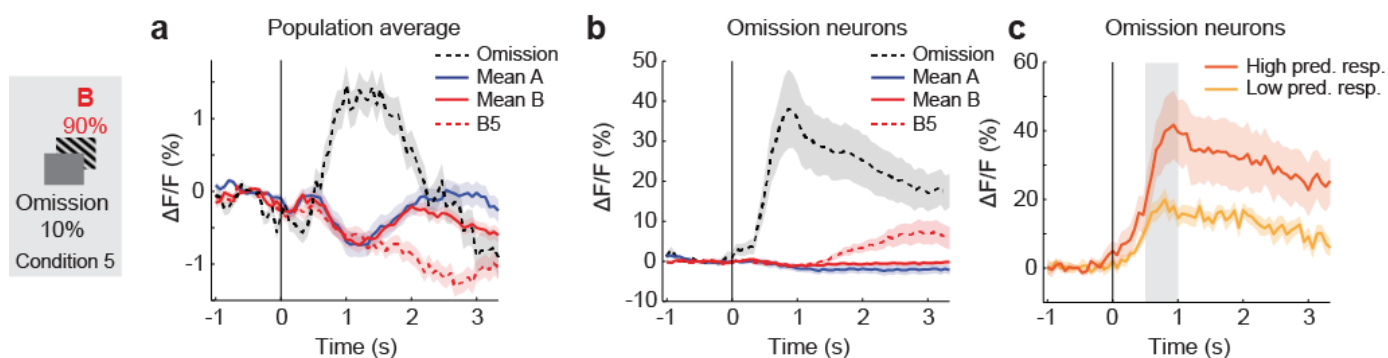 B
90%
Omission
10%
Condition 5
a
Population average
Omission
Mean A
Mean B
B5
ΔF/F (%)
1
0
-1
-1
0
1
2
3
Time (s)
b
Omission neurons
Omission
Mean A
Mean B
B5
ΔF/F (%)
50
40
30
20
10
0
-10
-1
0
1
2
3
Time (s)
c
Omission neurons
High pred. resp.
Low pred. resp.
ΔF/F (%)
60
40
20
0
-1
0
1
2
3
Time (s)